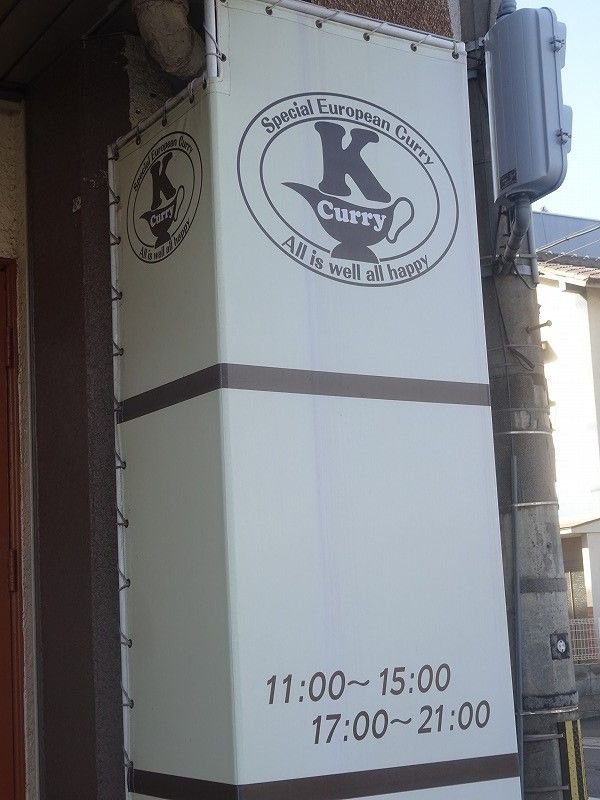 Special European Curry
K
Curry
All is well all happy
Special European Curry
K
Curry
All is well all happy
11:00～15:00
17:00～21:00